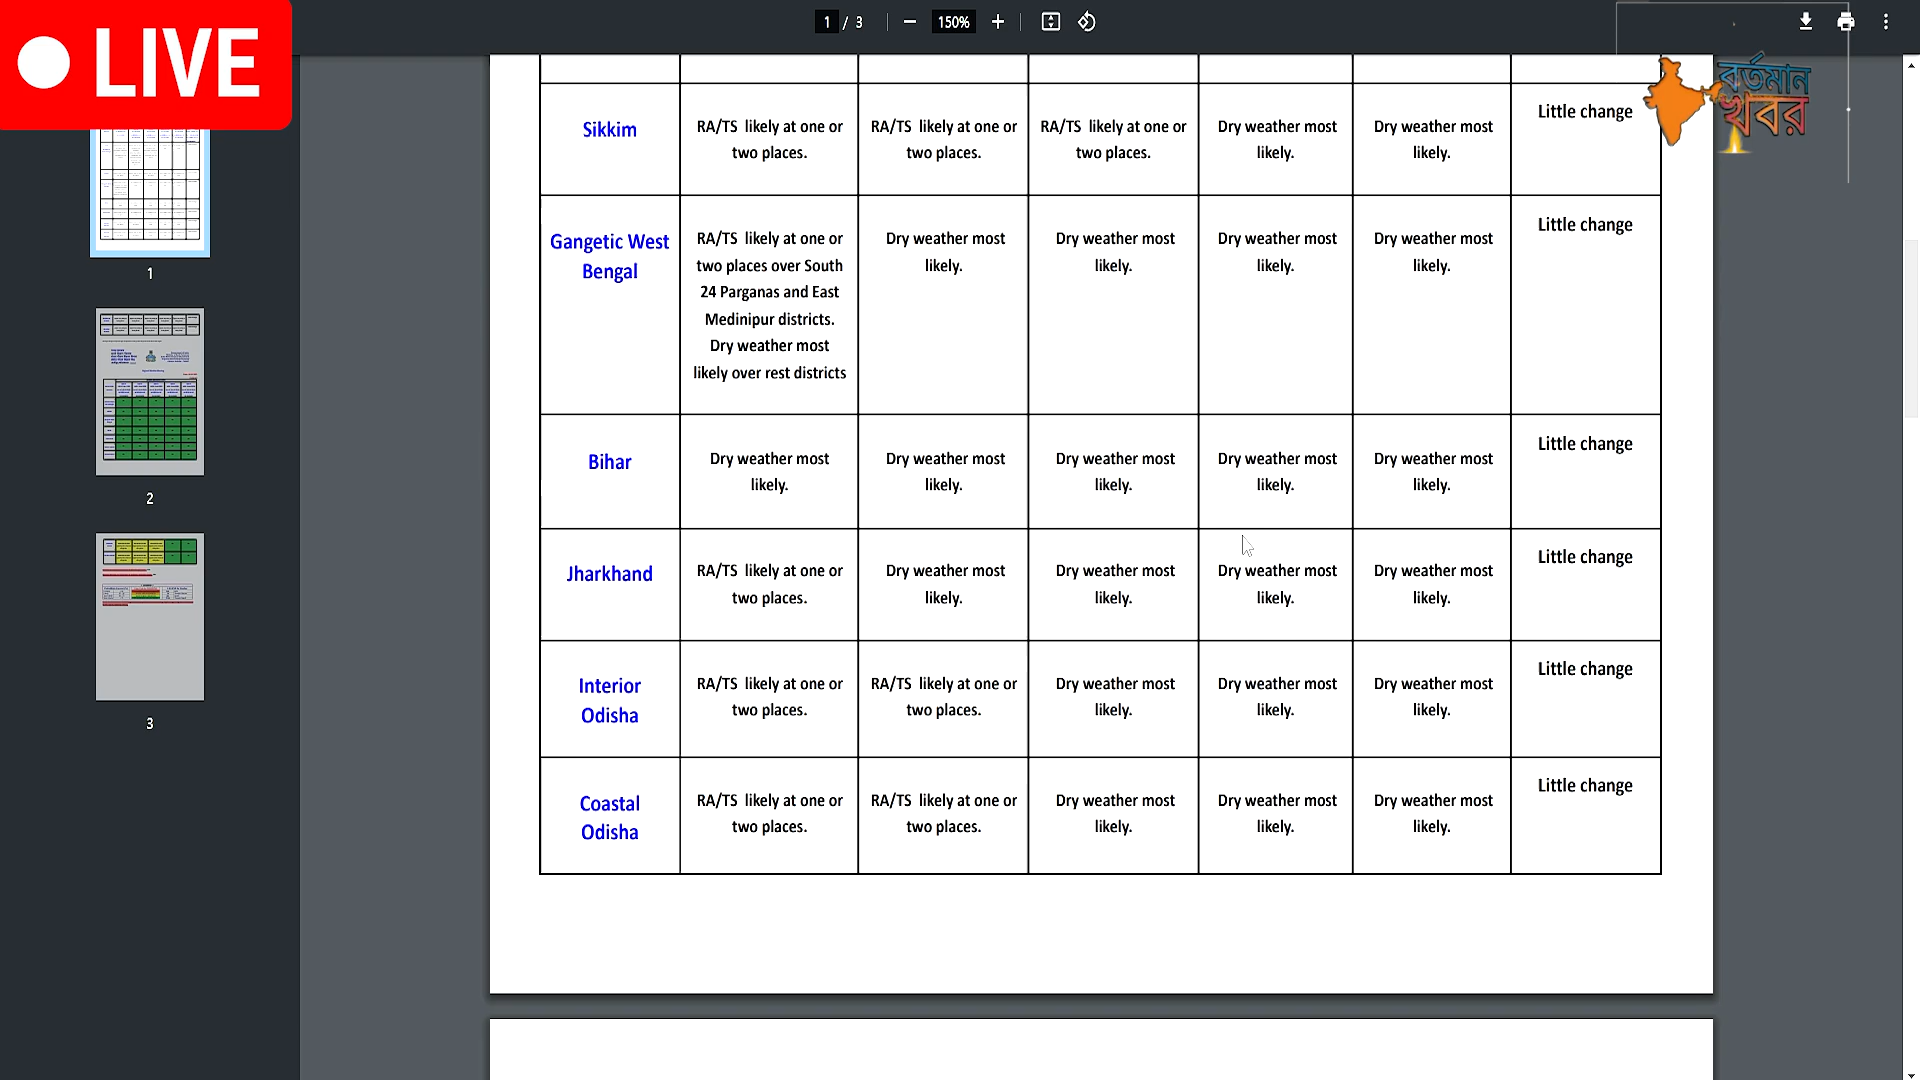 LIVE
1 / 3
150%
বর্তমান
খবর
Sikkim
RA/TS likely at one or
two places.
RA/TS likely at one or
two places.
RA/TS likely at one or
two places.
Dry weather most
likely.
Dry weather most
likely.
Little change
Gangetic West
Bengal
RA/TS likely at one or
two places over South
24 Parganas and East
Medinipur districts.
Dry weather most
likely over rest districts
Dry weather most
likely.
Dry weather most
likely.
Dry weather most
likely.
Dry weather most
likely.
Little change
Bihar
Dry weather most
likely.
Dry weather most
likely.
Dry weather most
likely.
Dry weather most
likely.
Dry weather most
likely.
Little change
Jharkhand
RA/TS likely at one or
two places.
Dry weather most
likely.
Dry weather most
likely.
Dry weather most
likely.
Dry weather most
likely.
Little change
Interior
Odisha
RA/TS likely at one or
two places.
RA/TS likely at one or
two places.
Dry weather most
likely.
Dry weather most
likely.
Dry weather most
likely.
Little change
Coastal
Odisha
RA/TS likely at one or
two places.
RA/TS likely at one or
two places.
Dry weather most
likely.
Dry weather most
likely.
Dry weather most
likely.
Little change
1
2
3